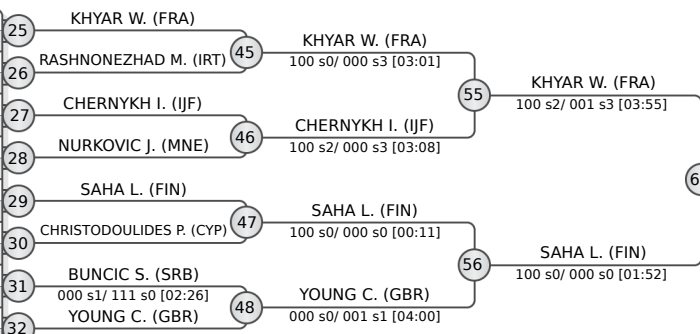 25
KHYAR W. (FRA)
26
RASHNONEZHAD M. (IRT)
45
KHYAR W. (FRA)
100 s0/ 000 s3 [03:01]
27
CHERNYKH I. (IJF)
28
NURKOVIC J. (MNE)
46
CHERNYKH I. (IJF)
100 s2/ 000 s3 [03:08]
55
KHYAR W. (FRA)
100 s2/ 001 s3 [03:55]
29
SAHA L. (FIN)
30
CHRISTODOULIDES P. (CYP)
47
SAHA L. (FIN)
100 s0/ 000 s0 [00:11]
31
BUNCIC S. (SRB)
000 s1/ 111 s0 [02:26]
32
YOUNG C. (GBR)
48
YOUNG C. (GBR)
000 s0/ 001 s1 [04:00]
56
SAHA L. (FIN)
100 s0/ 000 s0 [01:52]